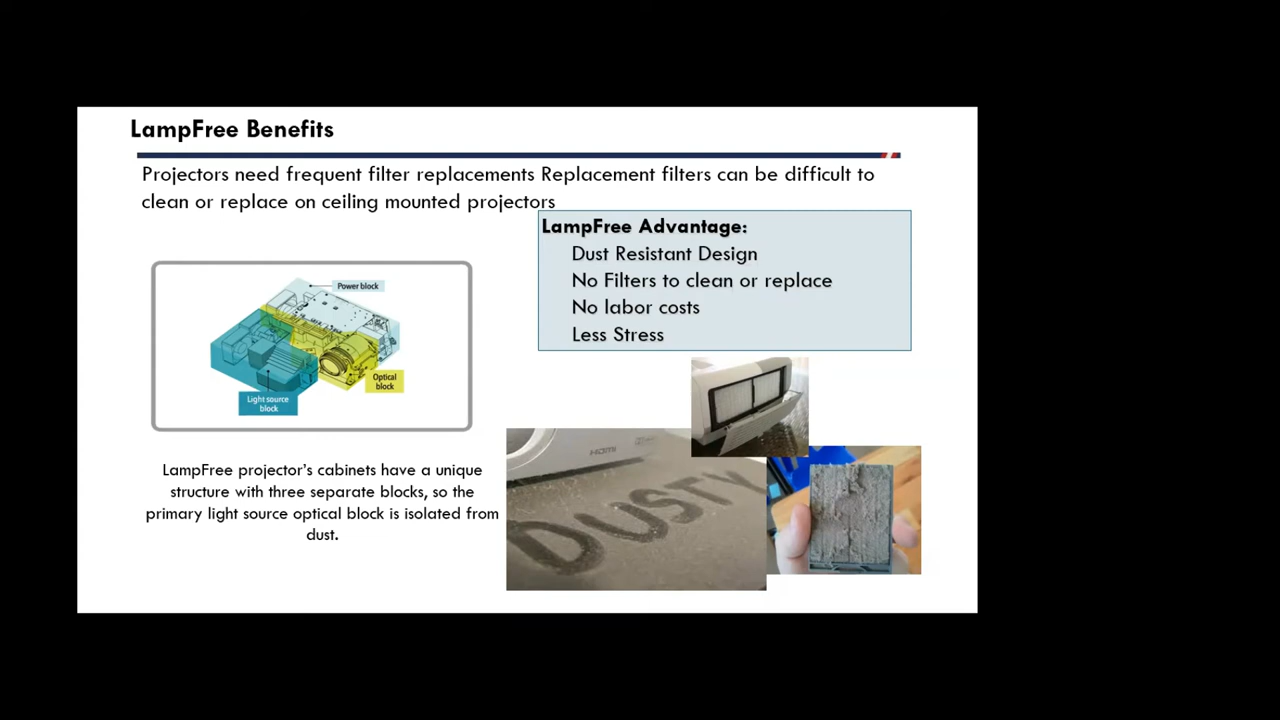 LampFree Benefits
Projectors need frequent filter replacements Replacement filters can be difficult to
clean or replace on ceiling mounted projectors
LampFree Advantage:
Dust Resistant Design
No Filters to clean or replace
No labor costs
Less Stress
Power block
Optical
block
Light source
block
LampFree projector's cabinets have a unique
structure with three separate blocks, so the
primary light source optical block is isolated from
dust.
HDMI
DUSTY